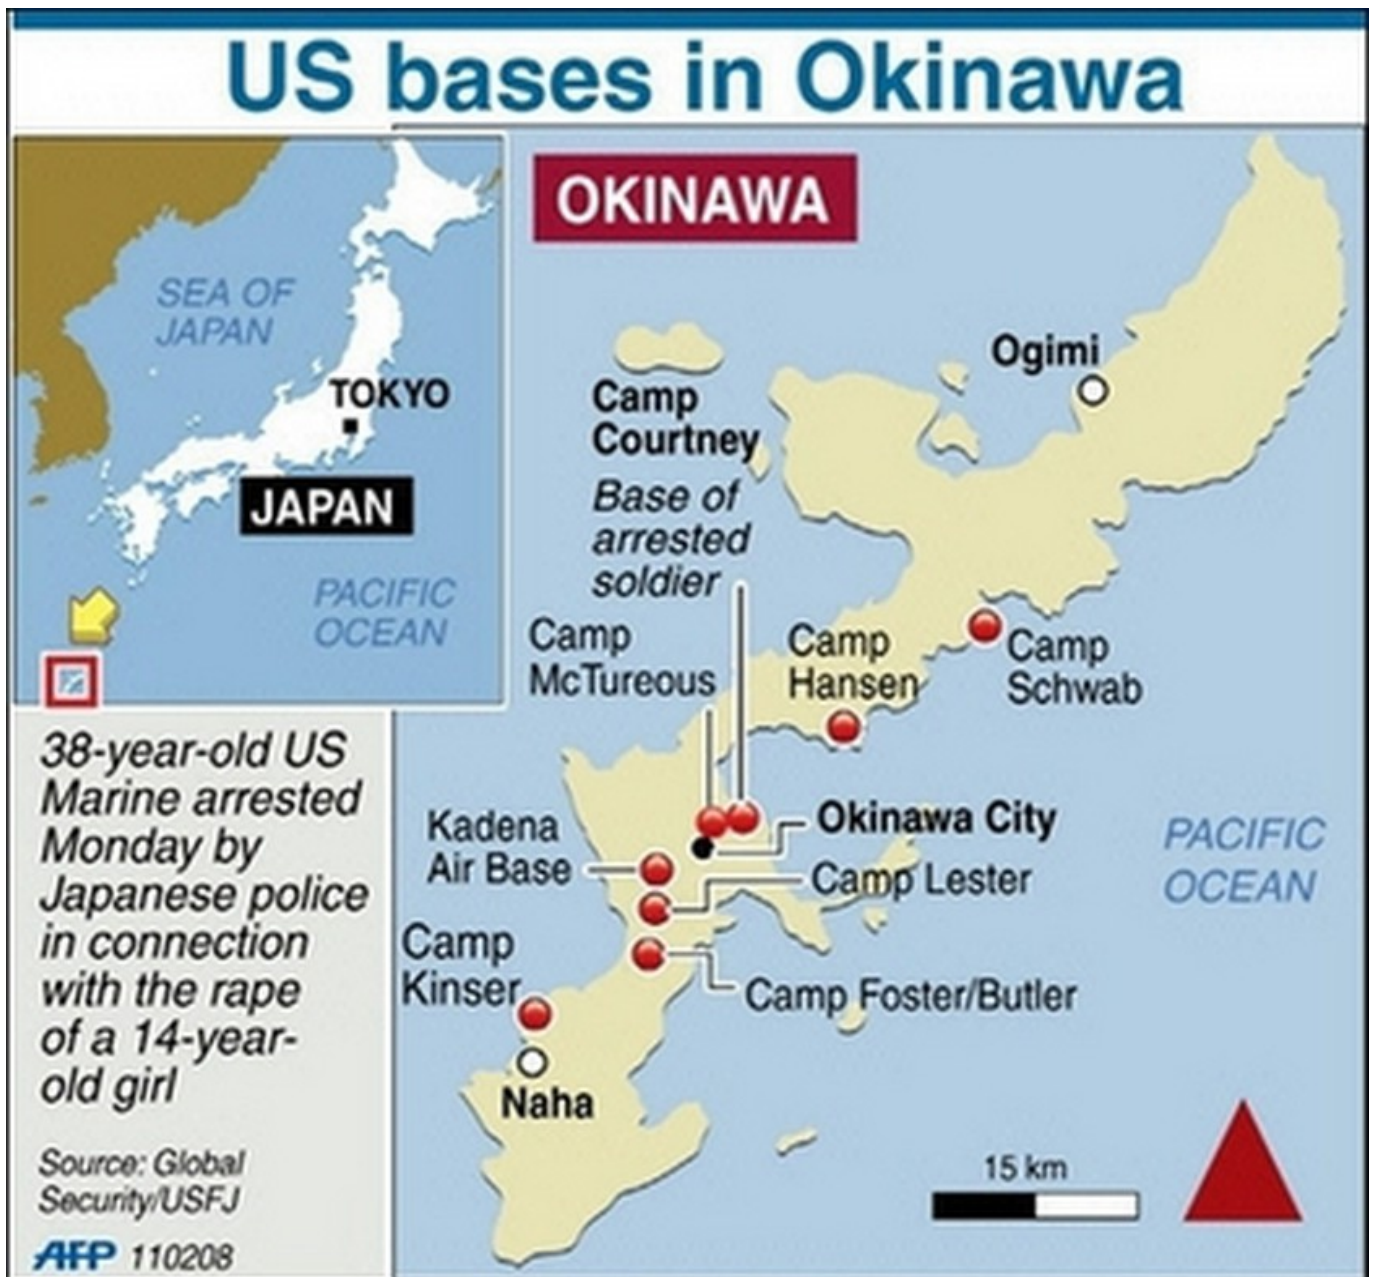 US bases in Okinawa
OKINAWA
SEA OF
JAPAN
TOKYO
JAPAN
PACIFIC
OCEAN
Ogimi
Camp
Courtney
Base of
arrested
soldier
Camp
McTureous
Camp
Hansen
Camp
Schwab
Kadena
Air Base
Okinawa City
Camp Lester
Camp
Kinser
Camp Foster/Butler
Naha
PACIFIC
OCEAN
15 km
38-year-old US
Marine arrested
Monday by
Japanese police
in connection
with the rape
of a 14-year-
old girl
Source: Global
Security/USFJ
AFP 110208